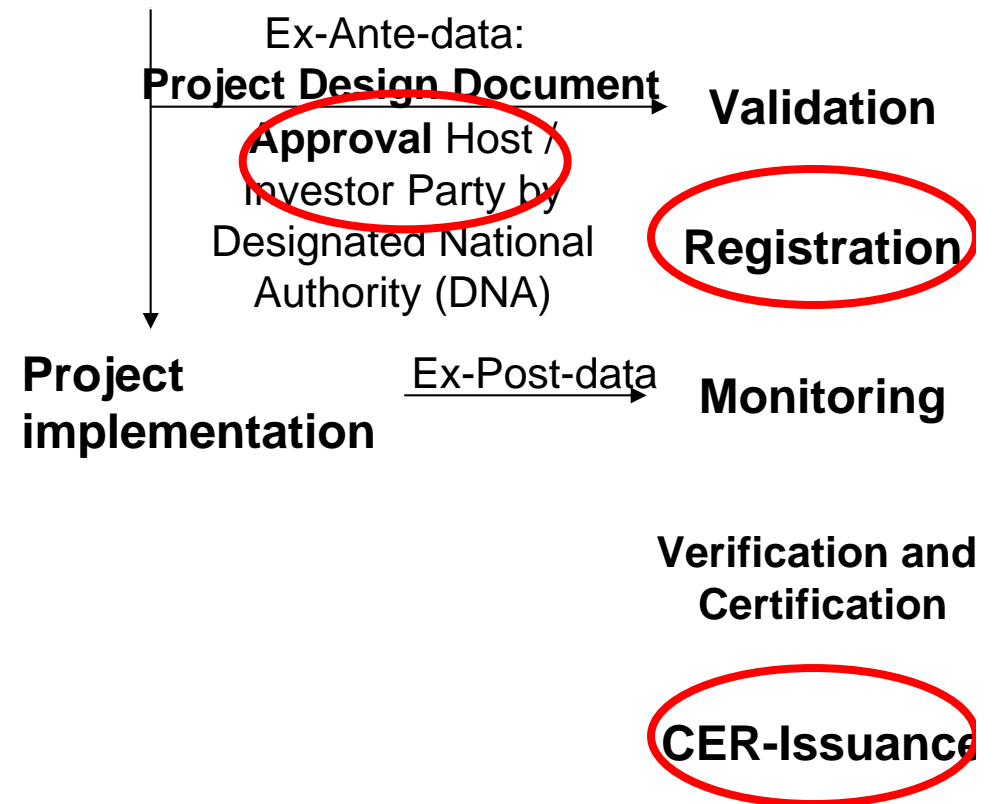 Ex-Ante-data:
Project Design Document
Approval Host /
Investor Party by
Designated National
Authority (DNA)
Validation
Registration
Project
implementation
Ex-Post-data
Monitoring
Verification and
Certification
CER-Issuance